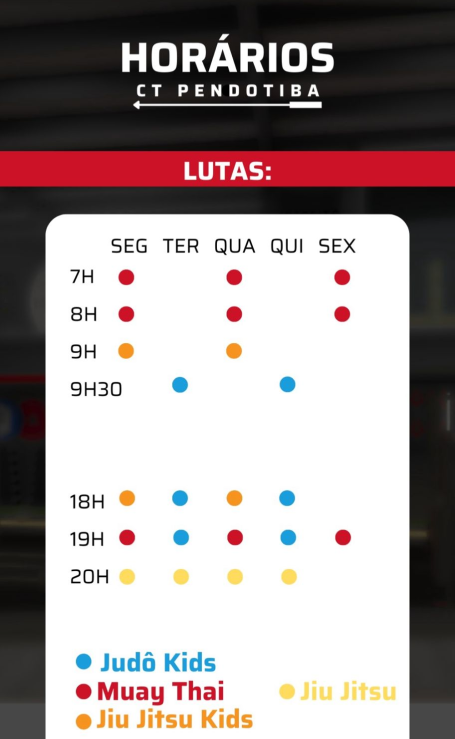 HORÁRIOS
CT PENDOTIBA
LUTAS:
SEG TER QUA QUI SEX
7H
8H
9H
9H30
18H
19H
20H
Judô Kids
Muay Thai Jiu Jitsu
Jiu Jitsu Kids